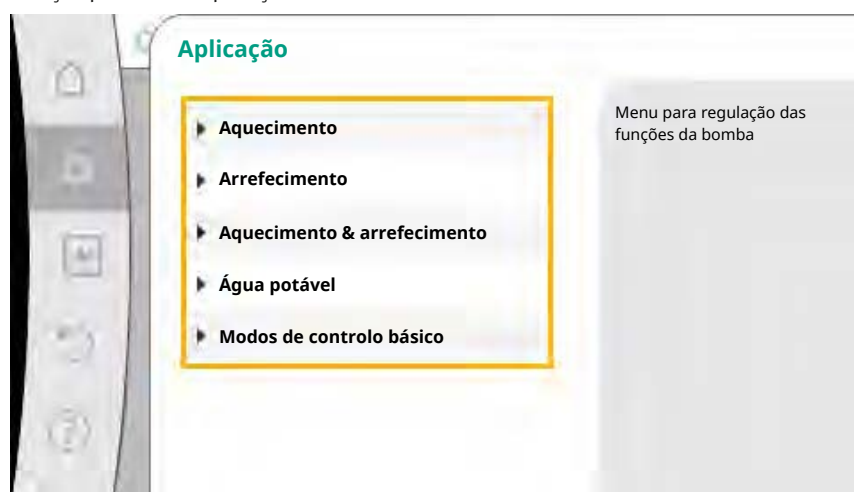 Aplicação
Aquecimento
Arrefecimento
Aquecimento & arrefecimento
Água potável
Modos de controlo básico
Menu para regulação das
funções da bomba